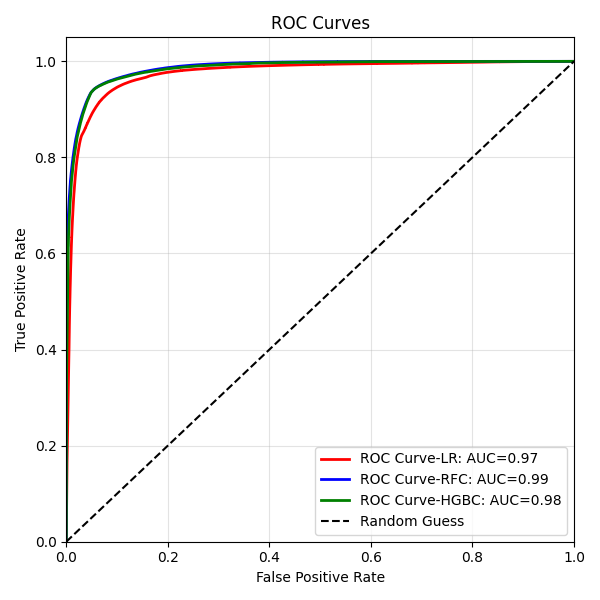 ROC Curves
True Positive Rate
1.0
0.8
0.6
0.4
0.2
0.0
ROC Curve-LR: AUC=0.97
ROC Curve-RFC: AUC=0.99
ROC Curve-HGBC: AUC=0.98
Random Guess
0.0 0.2 0.4 0.6 0.8 1.0
False Positive Rate